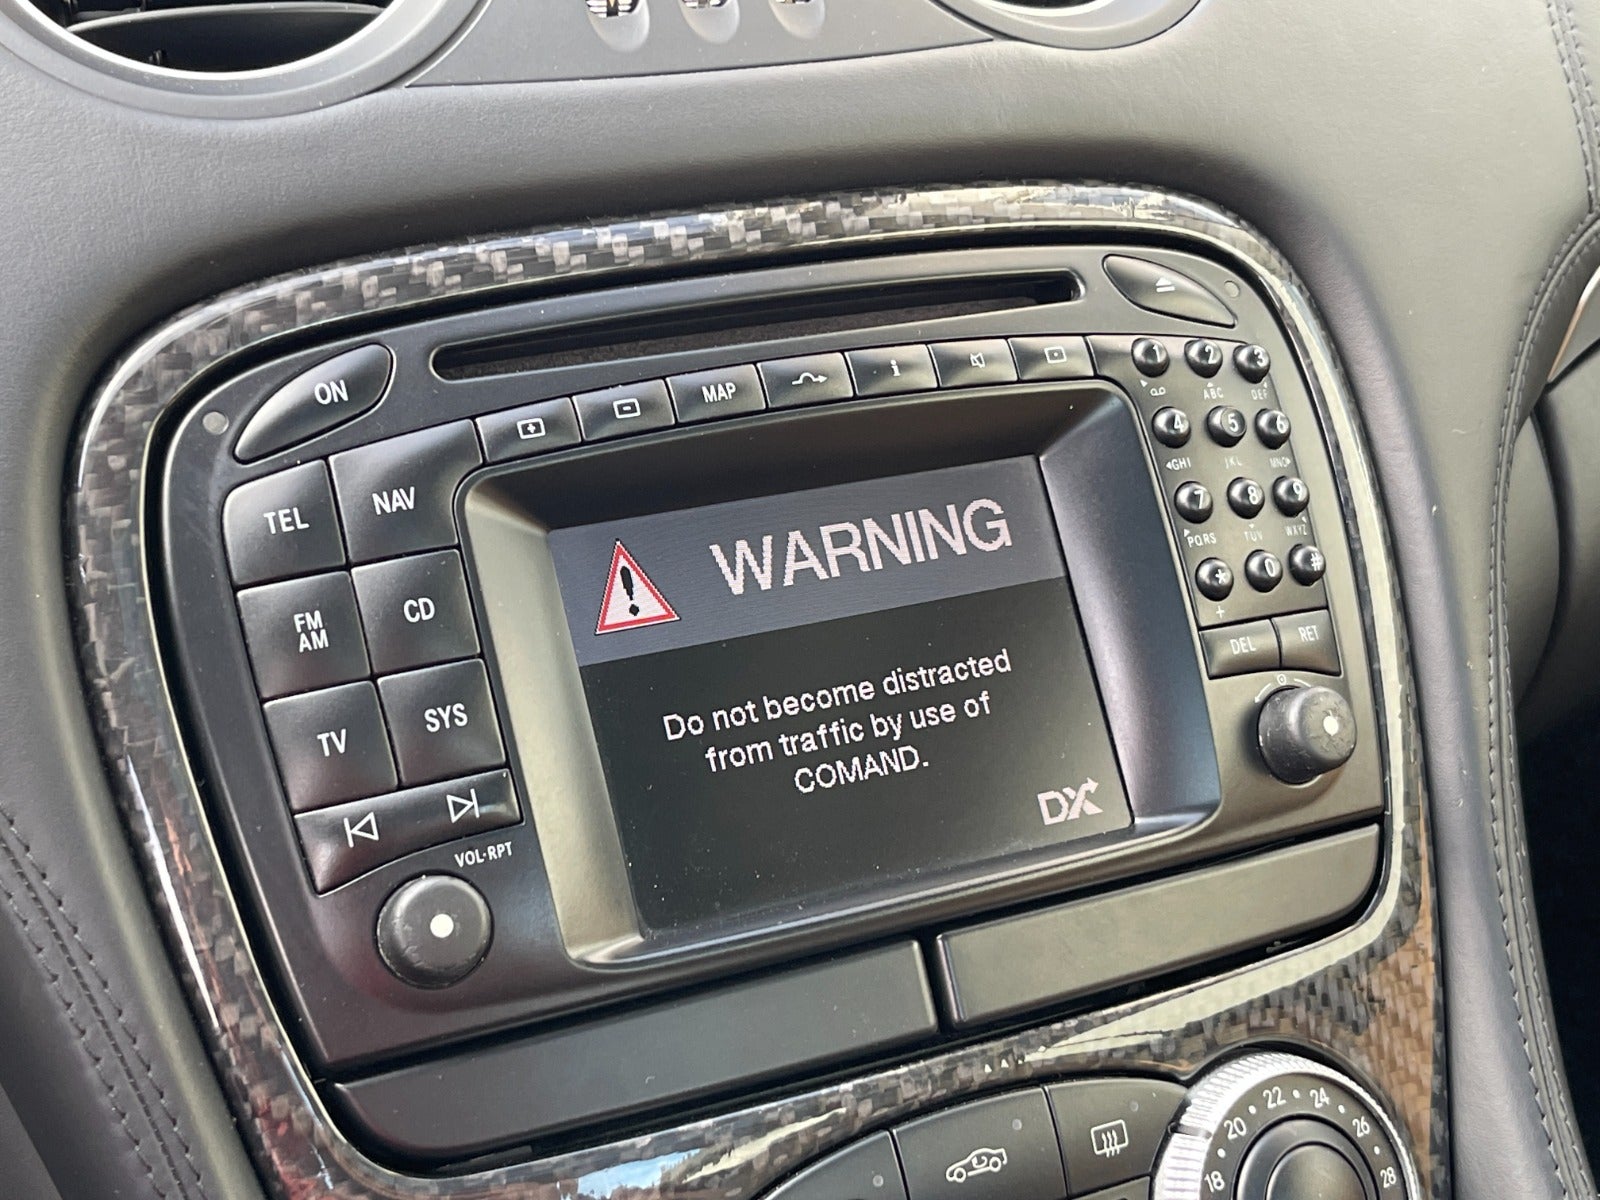 ON
MAP
i
TEL
NAV
FM
AM
CD
TV
SYS
VOL·RPT
WARNING
Do not become distracted
from traffic by use of
COMAND.
DX
1 2 3
ABC DEF
4 5 6
GHI JKL MNO
7 8 9
PQRS TUV WXYZ
* 0 #
+
DEL RET
18 20 22 24 26 28